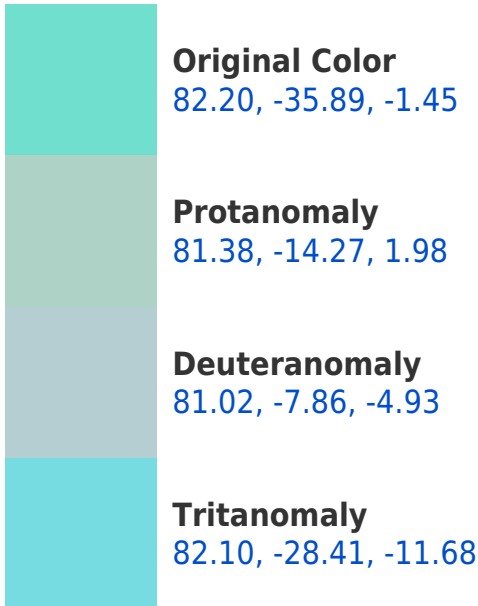 Original Color
82.20, -35.89, -1.45
Protanomaly
81.38, -14.27, 1.98
Deuteranomaly
81.02, -7.86, -4.93
Tritanomaly
82.10, -28.41, -11.68